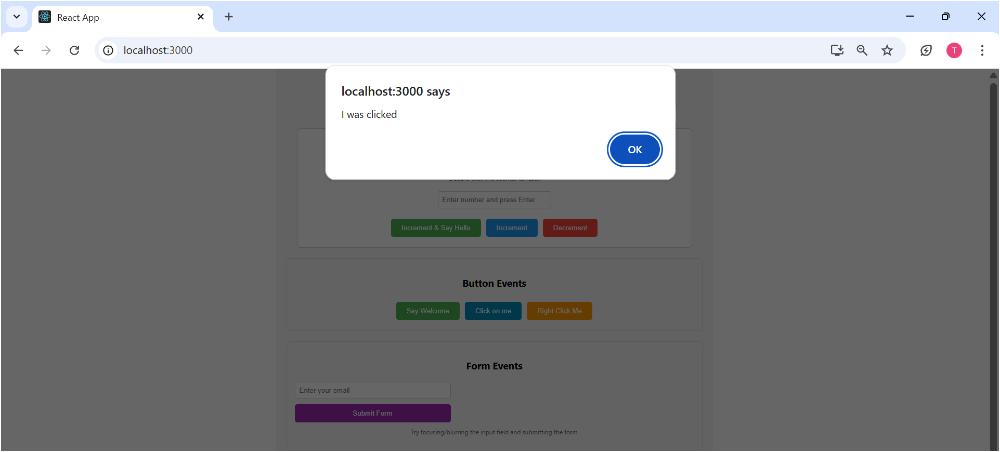 React App
localhost:3000
T
localhost:3000 says
I was clicked
OK
Enter number and press Enter
Increment & Say Hello
Increment
Decrement
Button Events
Say Welcome
Click on me
Right Click Me
Form Events
Enter your email
Submit Form
Try focusing/blurring the input field and submitting the form